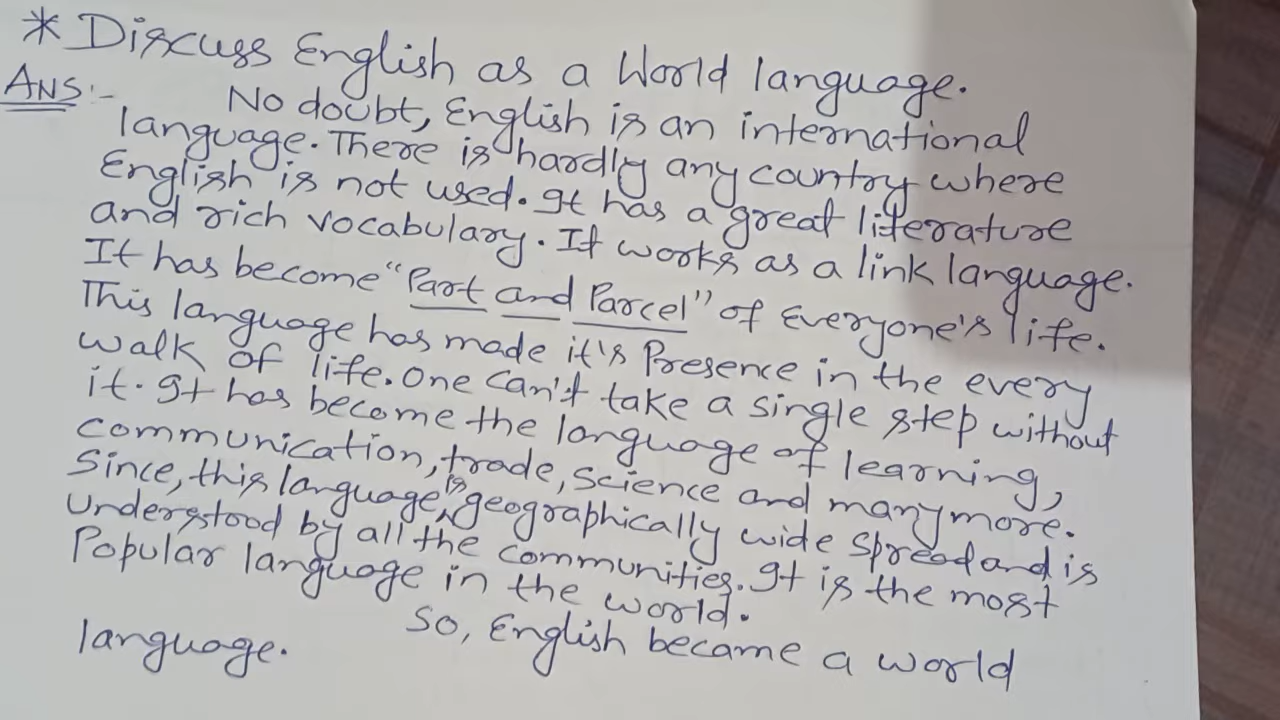 * Discuss English as a World language.
Ans:- No doubt, English is an international
language. There is hardly any country where
English is not used. It has a great literature
and rich vocabulary. It works as a link language.
It has become "Part and Parcel" of Everyone's life.
This language has made it's Presence in the every
walk of life. One can't take a single step without
it. It has become the language of learning,
communication, trade, science and many more.
Since, this language is geographically wide spread and is
understood by all the communities. It is the most
Popular language in the world.
So, English became a world
language.